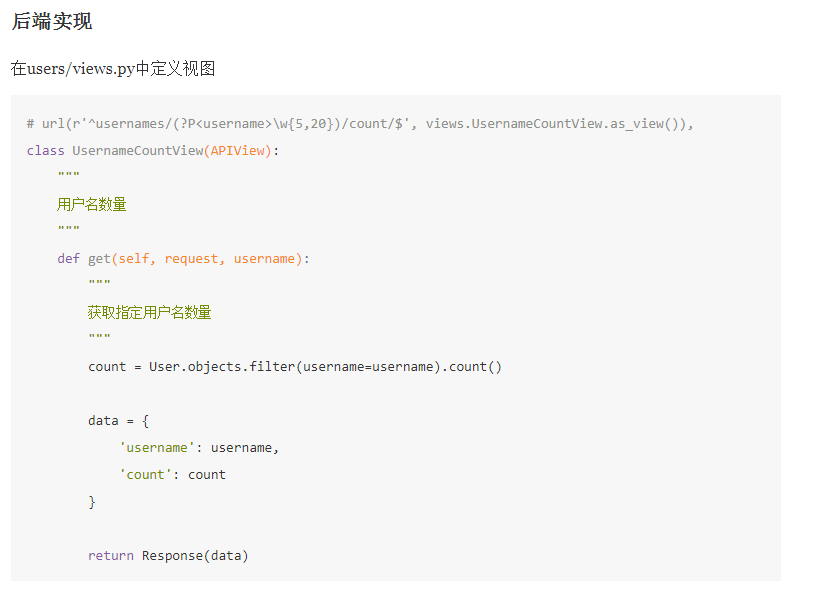 后端实现
在users/views.py中定义视图
# url(r'^usernames/(?P<username>\w{5,20})/count/$', views.UsernameCountView.as_view()),
class UsernameCountView(APIView):
    """
    用户名数量
    """
    def get(self, request, username):
        """
        获取指定用户名数量
        """
        count = User.objects.filter(username=username).count()
        data = {
            'username': username,
            'count': count
        }
        return Response(data)